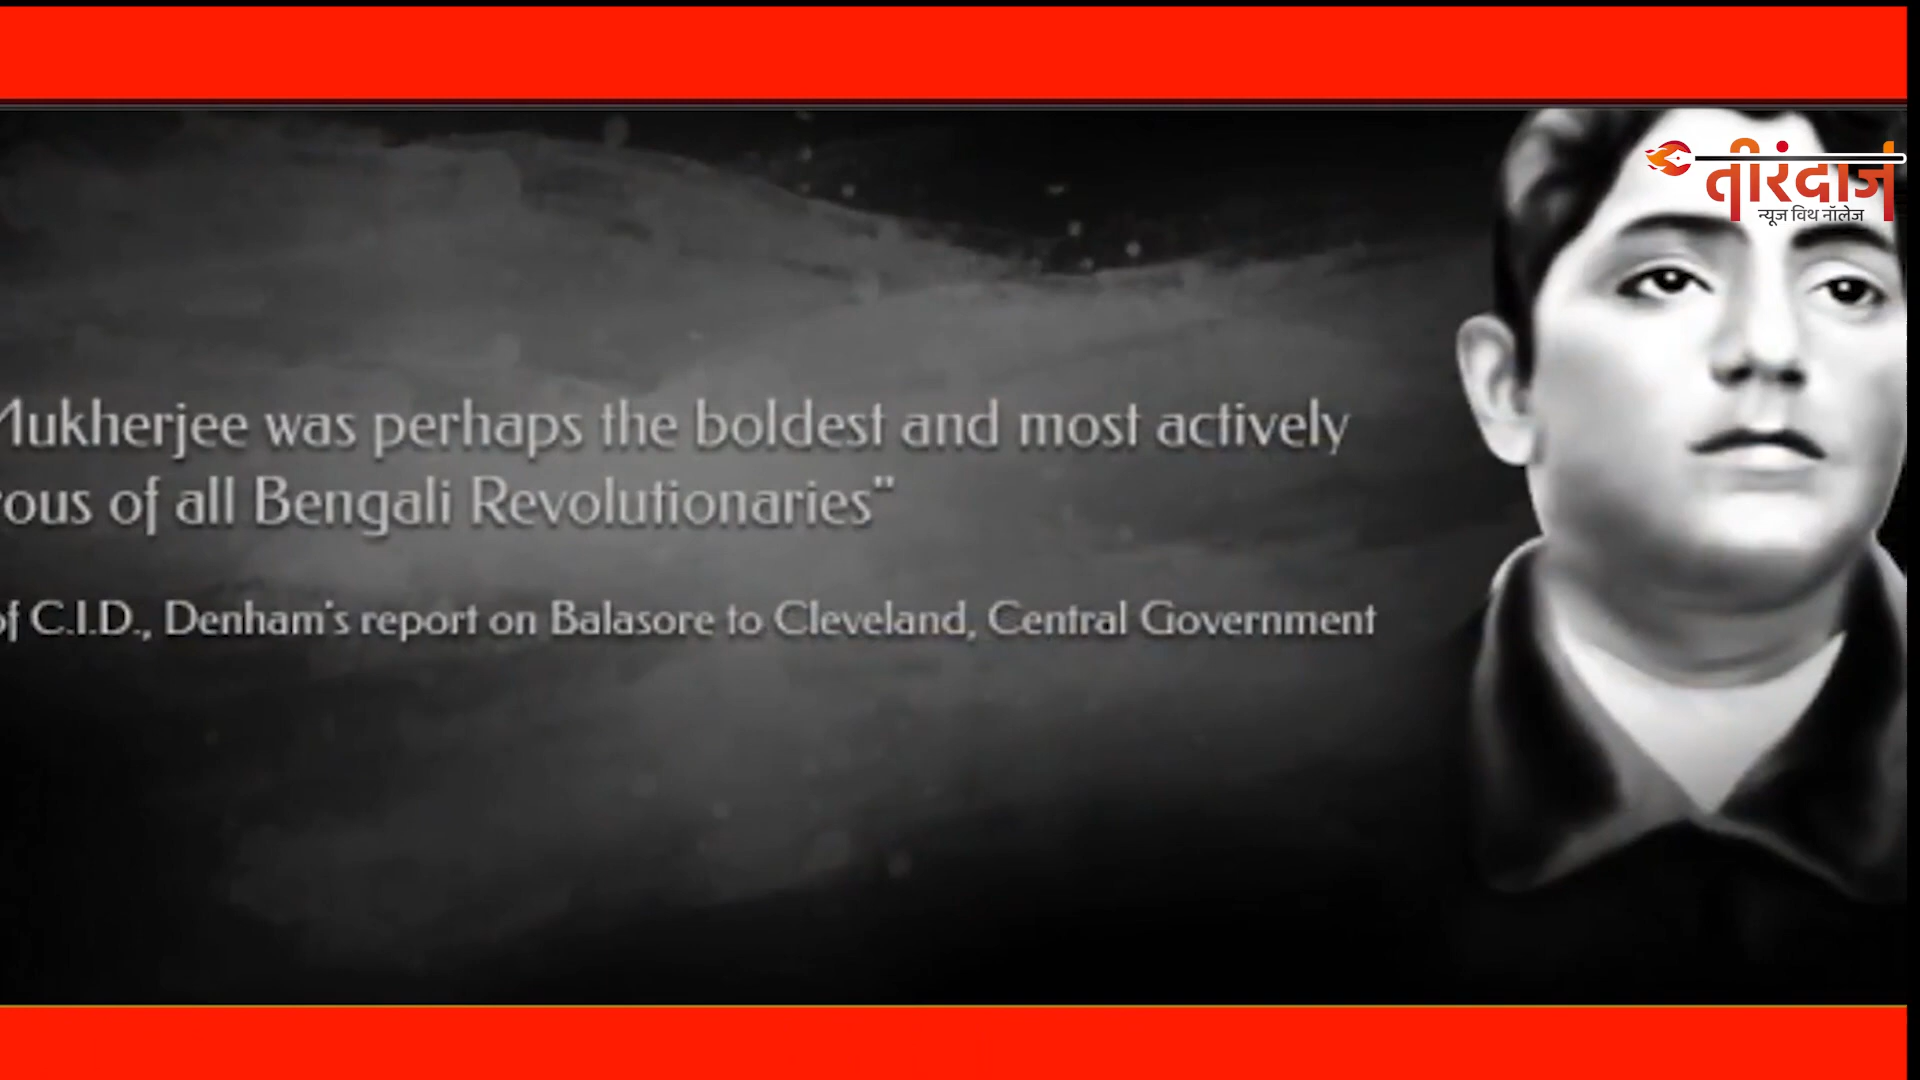 तीरंदाज
न्यूज विथ नॉलेज
Mukherjee was perhaps the boldest and most actively
rous of all Bengali Revolutionaries"
of C.I.D., Denham's report on Balasore to Cleveland, Central Government